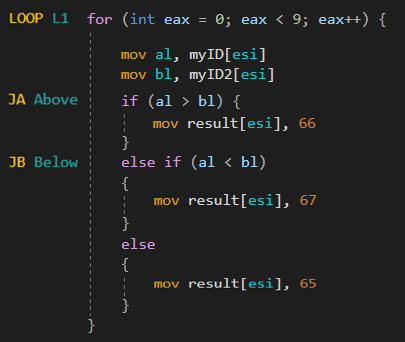 LOOP L1 for (int eax = 0; eax < 9; eax++) {
mov al, myID[esi]
mov bl, myID2[esi]
JA Above if (al > bl) {
mov result[esi], 66
}
JB Below else if (al < bl)
{
mov result[esi], 67
}
else
{
mov result[esi], 65
}
}